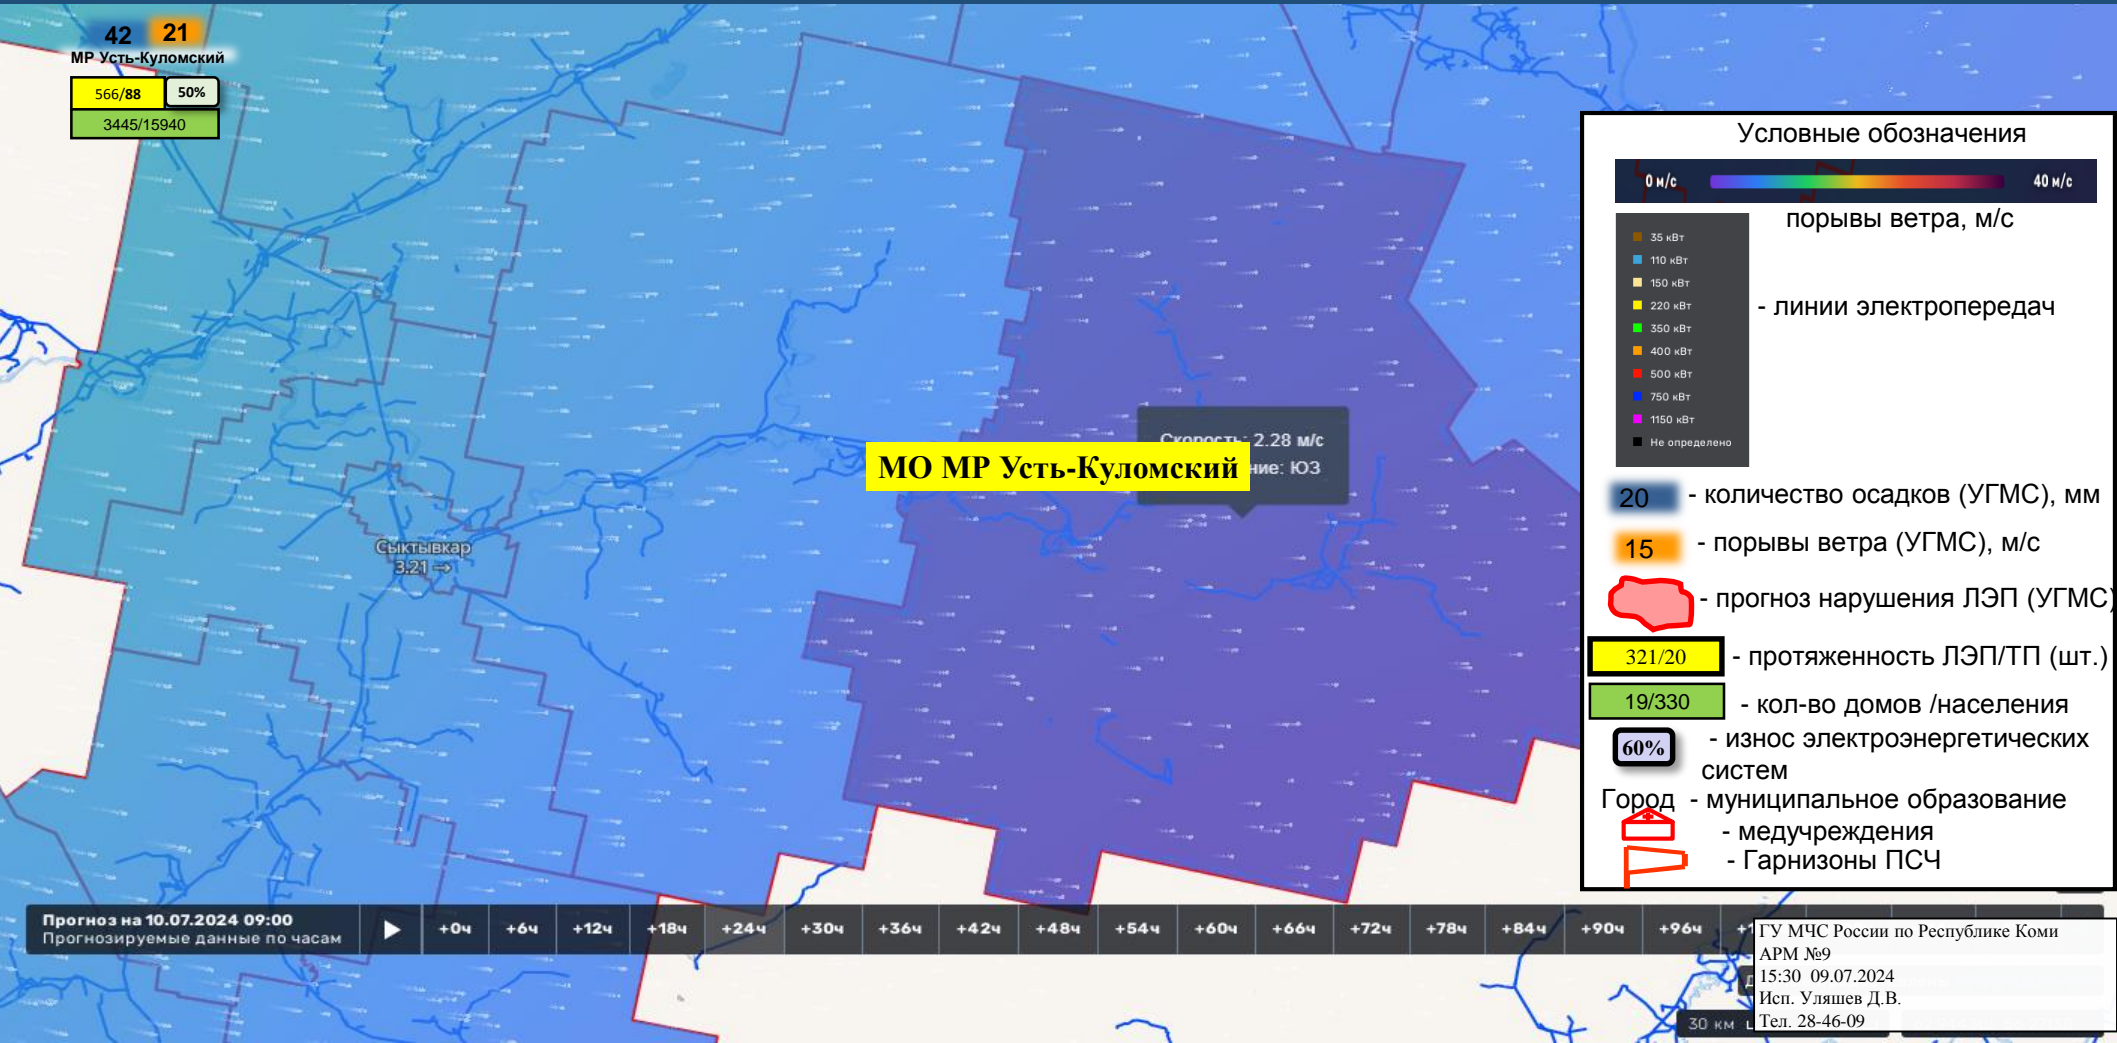 42 21
МР Усть-Куломский
566/88 50%
3445/15940
Условные обозначения
0 м/с 40 м/с
порывы ветра, м/с
35 кВт
110 кВт
150 кВт
220 кВт
350 кВт
400 кВт
500 кВт
750 кВт
1150 кВт
Не определено
- линии электропередач
20 - количество осадков (УГМС), мм
15 - порывы ветра (УГМС), м/с
- прогноз нарушения ЛЭП (УГМС)
321/20 - протяженность ЛЭП/ТП (шт.)
19/330 - кол-во домов /населения
60% - износ электроэнергетических
систем
Город - муниципальное образование
- медучреждения
- Гарнизоны ПСЧ
Скорость: 2.28 м/с
ние: ЮЗ
МО МР Усть-Куломский
Сыктывкар
3.21 →
Прогноз на 10.07.2024 09:00
Прогнозируемые данные по часам
+0ч +6ч +12ч +18ч +24ч +30ч +36ч +42ч +48ч +54ч +60ч +66ч +72ч +78ч +84ч +90ч +96ч
ГУ МЧС России по Республике Коми
АРМ №9
15:30 09.07.2024
Исп. Уляшев Д.В.
Тел. 28-46-09
30 км